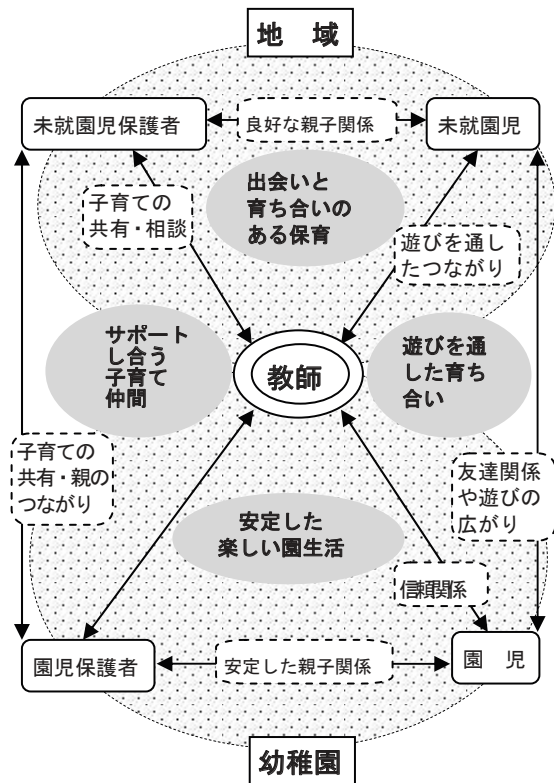 地　域
未就園児保護者
良好な親子関係
未就園児
出会いと
育ち合いの
ある保育
子育ての
共有・相談
遊びを通し
たつながり
サポート
し合う
子育て
仲間
教師
遊びを通
した育ち
合い
子育ての
共有・親の
つながり
友達関係
や遊びの
広がり
安定した
楽しい園生活
信頼関係
園児保護者
安定した親子関係
園　児
幼稚園